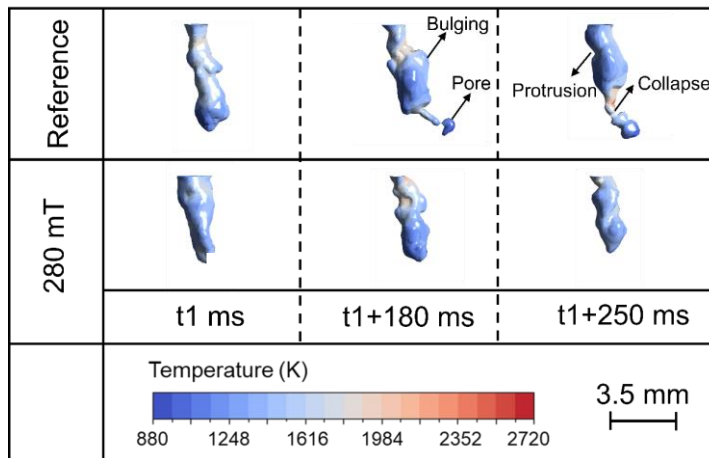 Reference
Bulging
Pore
Protrusion
Collapse
280 mT
t1 ms
t1+180 ms
t1+250 ms
Temperature (K)
880 1248 1616 1984 2352 2720
3.5 mm